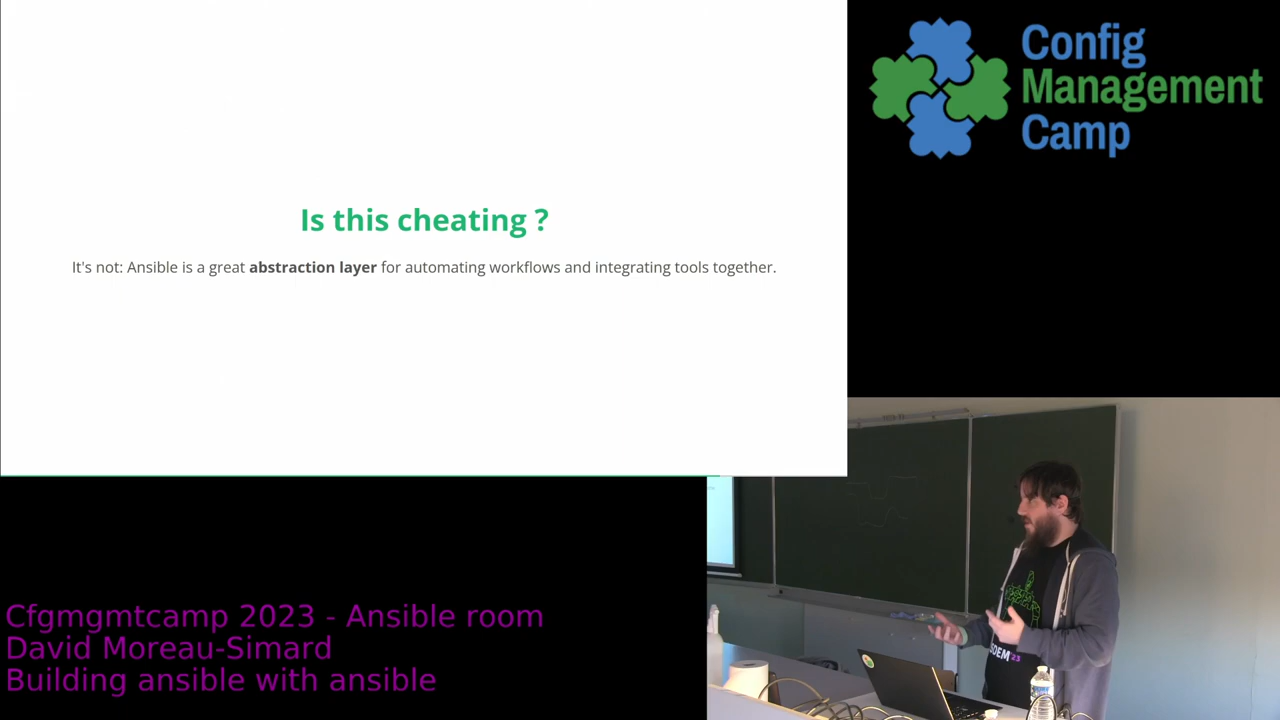 Is this cheating ?
It's not: Ansible is a great abstraction layer for automating workflows and integrating tools together.
Config
Management
Camp
Cfgmgmtcamp 2023 - Ansible room
David Moreau-Simard
Building ansible with ansible